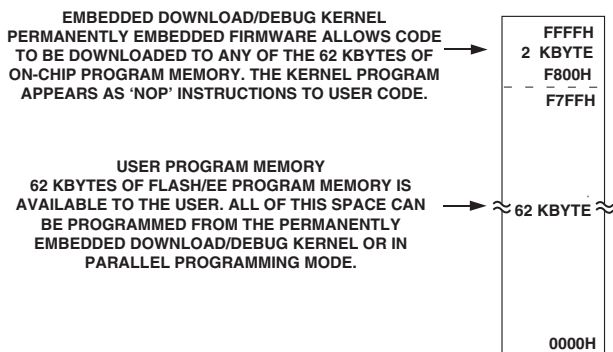 EMBEDDED DOWNLOAD/DEBUG KERNEL
PERMANENTLY EMBEDDED FIRMWARE ALLOWS CODE
TO BE DOWNLOADED TO ANY OF THE 62 KBYTES OF
ON-CHIP PROGRAM MEMORY. THE KERNEL PROGRAM
APPEARS AS ‘NOP’ INSTRUCTIONS TO USER CODE.
FFFFH
2 KBYTE
F800H
F7FFH
USER PROGRAM MEMORY
62 KBYTES OF FLASH/EE PROGRAM MEMORY IS
AVAILABLE TO THE USER. ALL OF THIS SPACE CAN
BE PROGRAMMED FROM THE PERMANENTLY
EMBEDDED DOWNLOAD/DEBUG KERNEL OR IN
PARALLEL PROGRAMMING MODE.
62 KBYTE
0000H